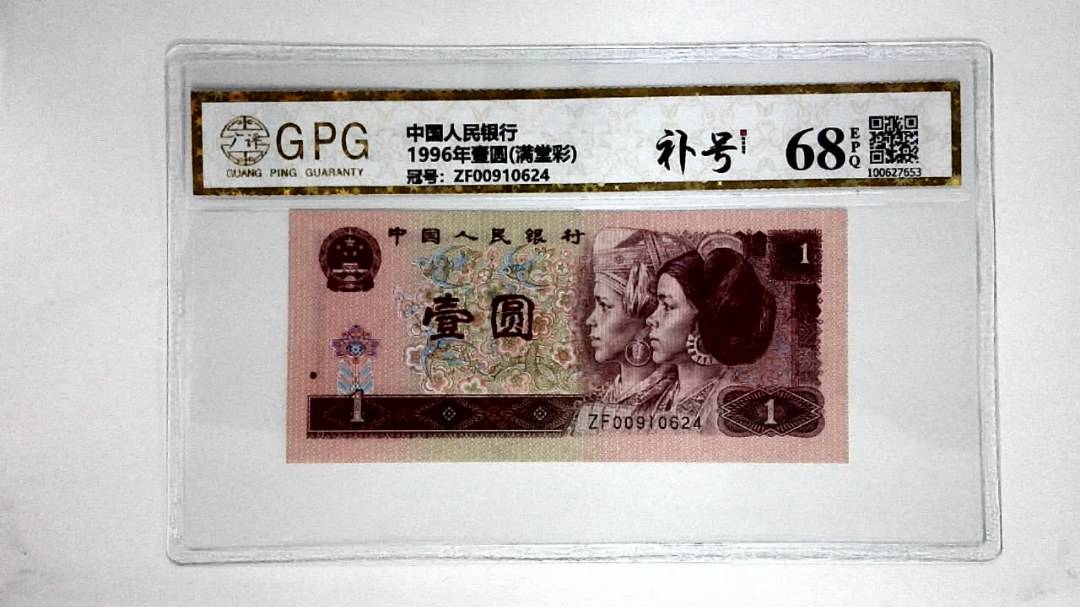 广评
GPG
GUANG PING GUARANTY
中国人民银行
1996年壹圆(满堂彩)
冠号：ZF00910624
补号
68
EPQ
100627653
中国人民银行
壹圆
1
1
ZF00910624
1